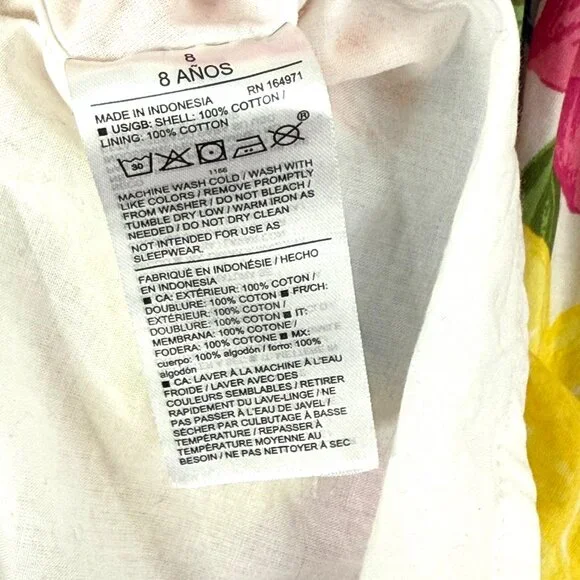 8
8 AÑOS
MADE IN INDONESIA RN 164971
■ US/GB: SHELL: 100% COTTON /
LINING: 100% COTTON
30
®
1166
MACHINE WASH COLD / WASH WITH
LIKE COLORS / REMOVE PROMPTLY
FROM WASHER / DO NOT BLEACH /
TUMBLE DRY LOW / WARM IRON AS
NEEDED / DO NOT DRY CLEAN
NOT INTENDED FOR USE AS
SLEEPWEAR.
FABRIQUÉ EN INDONÉSIE / HECHO
EN INDONESIA
■ CA: EXTÉRIEUR: 100% COTON /
DOUBLURE: 100% COTON ■ FR/CH:
EXTÉRIEUR: 100% COTON /
DOUBLURE: 100% COTON ■ IT:
MEMBRANA: 100% COTONE /
FODERA: 100% COTONE ■ MX:
cuerpo: 100% algodón / forro: 100%
algodón
■ CA: LAVER À LA MACHINE À L'EAU
FROIDE / LAVER AVEC DES
COULEURS SEMBLABLES / RETIRER
RAPIDEMENT DU LAVE-LINGE / NE
PAS PASSER À L'EAU DE JAVEL /
SÉCHER PAR CULBUTAGE À BASSE
TEMPÉRATURE / REPASSER À
TEMPÉRATURE MOYENNE AU
BESOIN / NE PAS NETTOYER À SEC